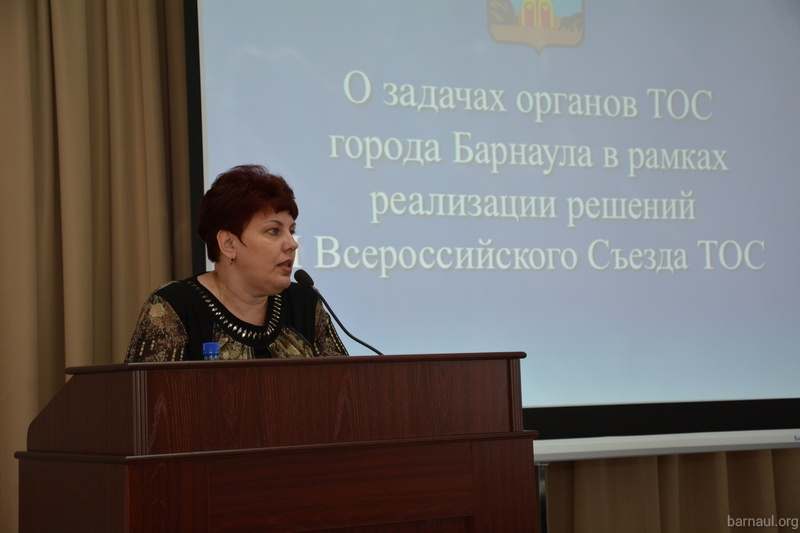 О задачах органов ТОС
города Барнаула в рамках
реализации решений
Всероссийского Съезда ТОС
barnaul.org